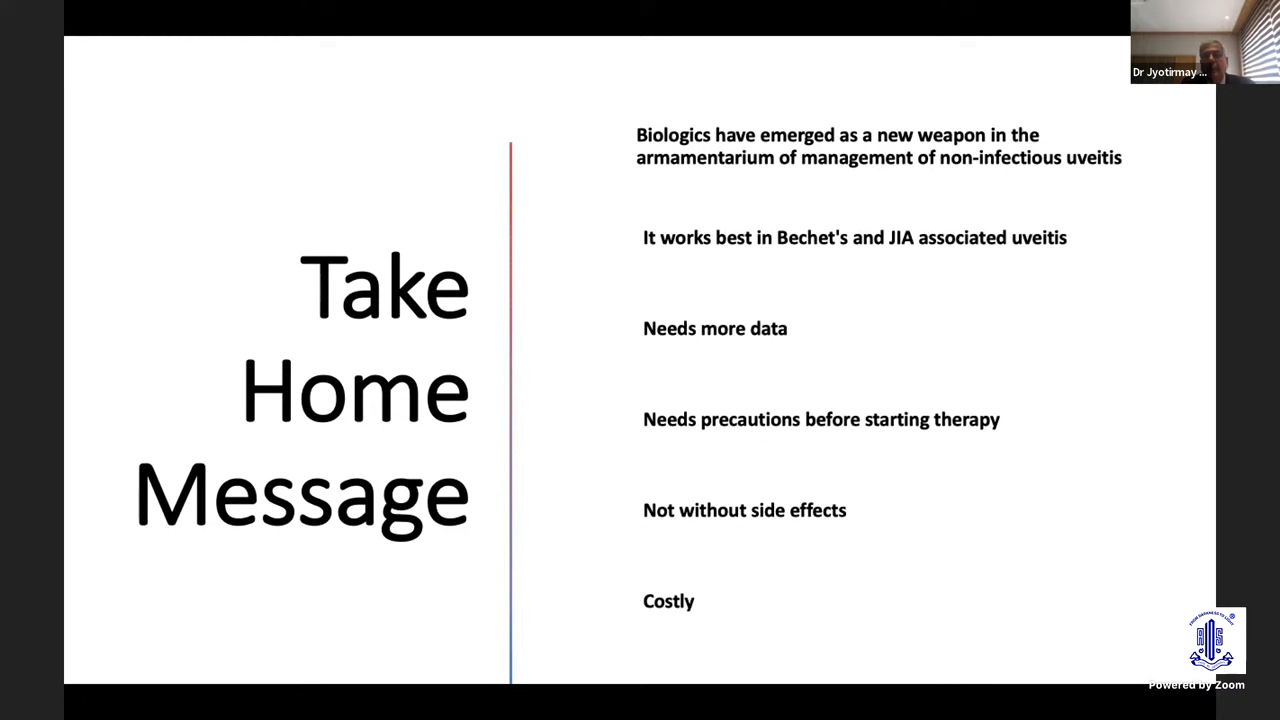 Dr Jyotirmay ...
Take
Home
Message
Biologics have emerged as a new weapon in the
armamentarium of management of non-infectious uveitis
It works best in Bechet's and JIA associated uveitis
Needs more data
Needs precautions before starting therapy
Not without side effects
Costly
Powered by Zoom